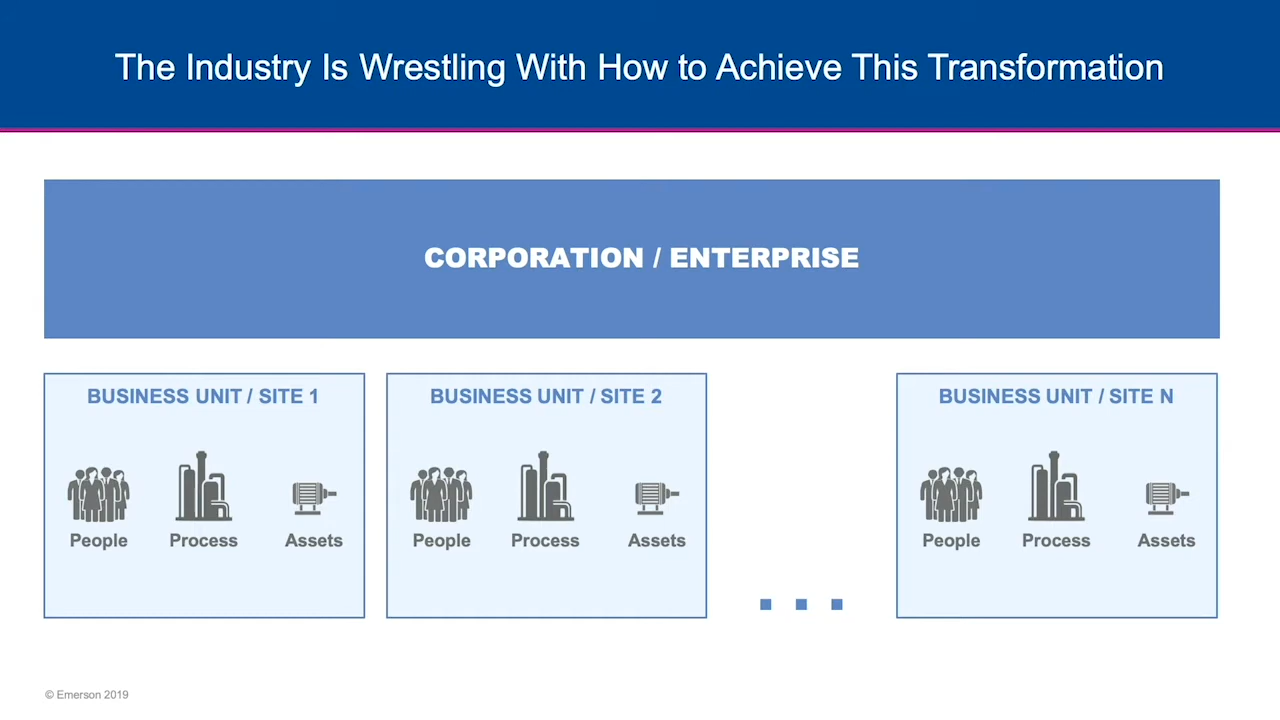 The Industry Is Wrestling With How to Achieve This Transformation
CORPORATION / ENTERPRISE
BUSINESS UNIT / SITE 1
People
Process
Assets
BUSINESS UNIT / SITE 2
People
Process
Assets
. . .
BUSINESS UNIT / SITE N
People
Process
Assets
© Emerson 2019